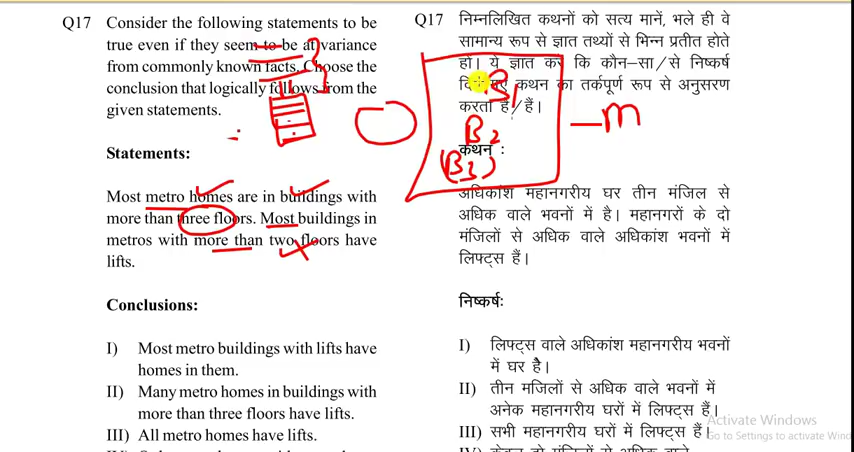 Q17 Consider the following statements to be
true even if they seem to be at variance
from commonly known facts. Choose the
conclusion that logically follows from the
given statements.
Statements:
Most metro homes are in buildings with
more than three floors. Most buildings in
metros with more than two floors have
lifts.
Conclusions:
I) Most metro buildings with lifts have
homes in them.
II) Many metro homes in buildings with
more than three floors have lifts.
III) All metro homes have lifts.
Q17 निम्नलिखित कथनों को सत्य मानें, भले ही वे
सामान्य रूप से ज्ञात तथ्यों से भिन्न प्रतीत होते
हों। ये ज्ञात कर कि कौन-सा/से निष्कर्ष
कथन का तर्कपूर्ण रूप से अनुसरण
करता है/हैं।
B1
B2
(B3)
m
कथन :
अधिकांश महानगरीय घर तीन मंजिल से
अधिक वाले भवनों में है। महानगरों के दो
मंजिलों से अधिक वाले अधिकांश भवनों में
लिफ्ट्स हैं।
निष्कर्षः
I) लिफ्ट्स वाले अधिकांश महानगरीय भवनों
में घर है।
II) तीन मजिलों से अधिक वाले भवनों में
अनेक महानगरीय घरों में लिफ्ट्स हैं।
III) सभी महानगरीय घरों में लिफ्ट्स हैं।
Activate Windows
Go to Settings to activate Wind